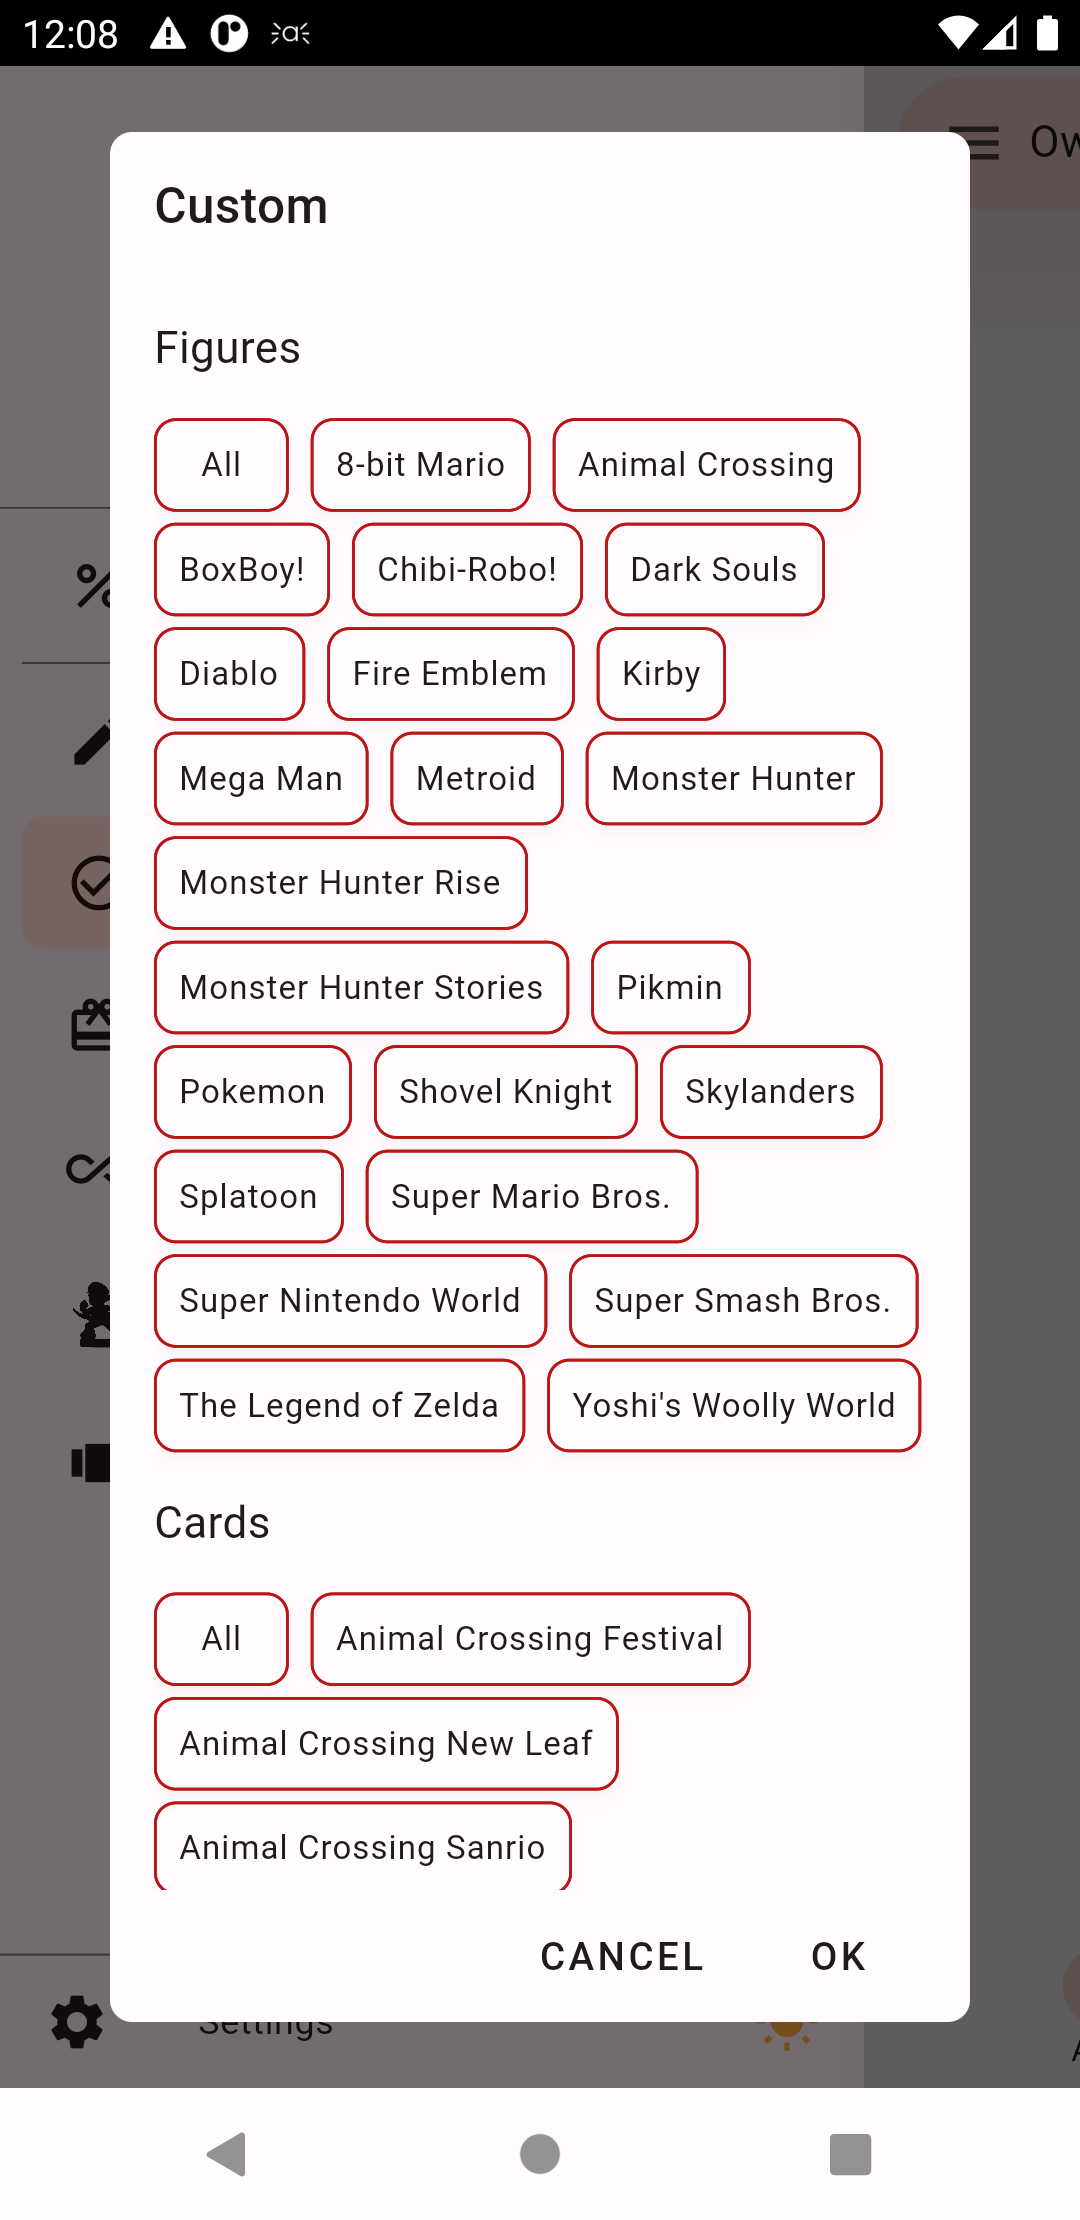 12:08
Ow
Custom
Figures
All 8-bit Mario Animal Crossing
BoxBoy! Chibi-Robo! Dark Souls
Diablo Fire Emblem Kirby
Mega Man Metroid Monster Hunter
Monster Hunter Rise
Monster Hunter Stories Pikmin
Pokemon Shovel Knight Skylanders
Splatoon Super Mario Bros.
Super Nintendo World Super Smash Bros.
The Legend of Zelda Yoshi's Woolly World
Cards
All Animal Crossing Festival
Animal Crossing New Leaf
Animal Crossing Sanrio
CANCEL OK
Settings